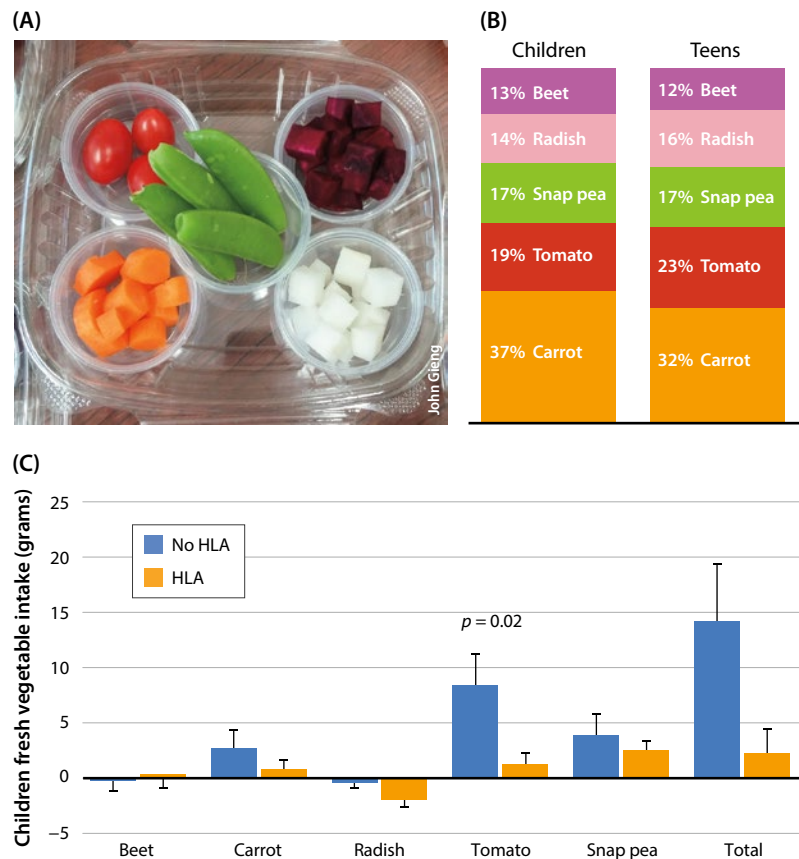 (A)
John Gieng
(B)
Children
Teens
13% Beet
14% Radish
17% Snap pea
19% Tomato
37% Carrot
12% Beet
16% Radish
17% Snap pea
23% Tomato
32% Carrot
(C)
Children fresh vegetable intake (grams)
25
20
15
10
5
0
−5
No HLA
HLA
p = 0.02
Beet
Carrot
Radish
Tomato
Snap pea
Total